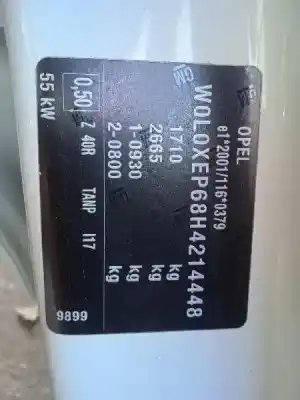 OPEL
e1*2001/116*0379
W0L0XEP68H4214448
1710 kg
2665 kg
1-0930 kg
2-0800 kg
0,50 Z 40R TANP I17
55 kW
9899